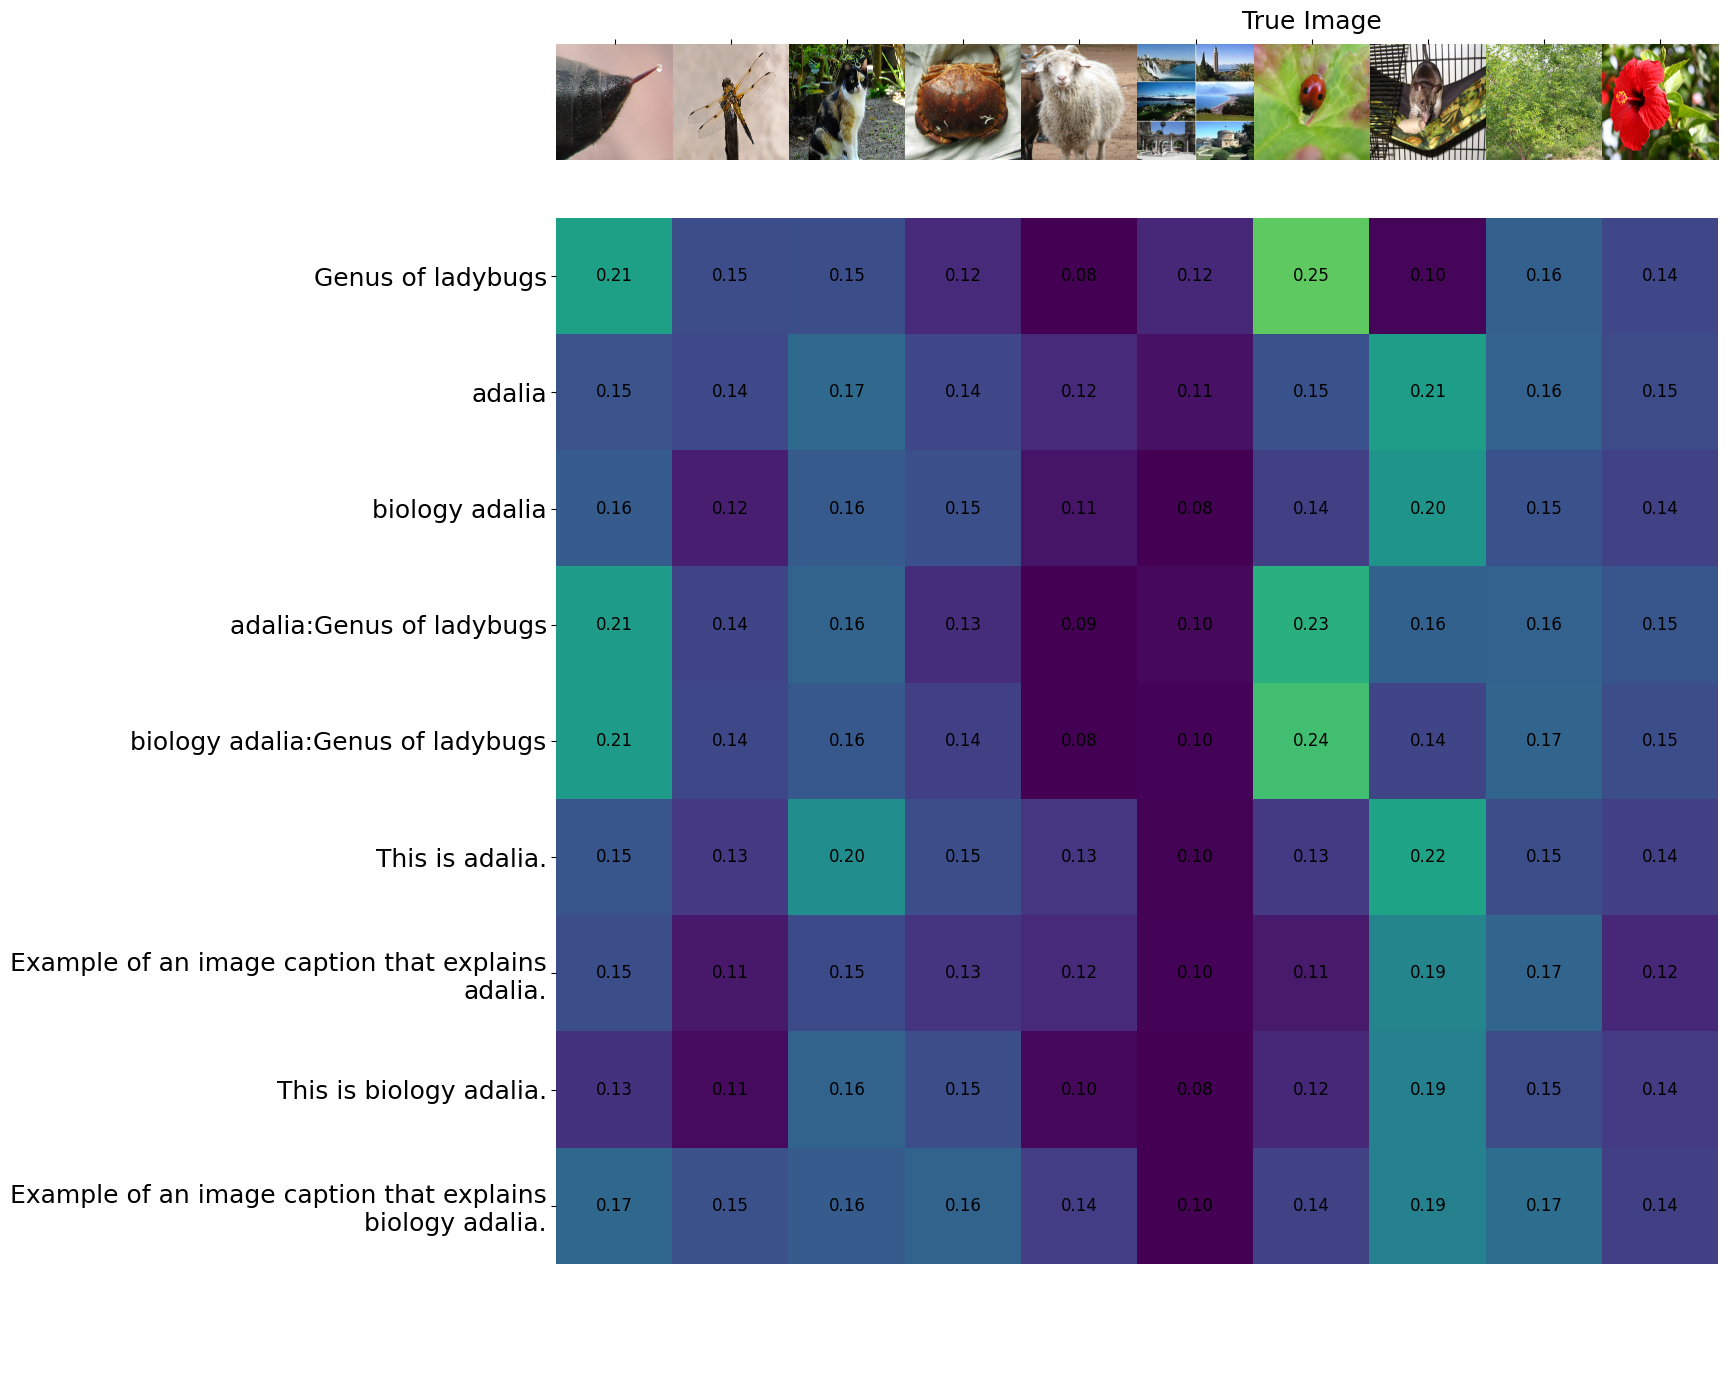 True Image
Genus of ladybugs 0.21 0.15 0.15 0.12 0.08 0.12 0.25 0.10 0.16 0.14
adalia 0.15 0.14 0.17 0.14 0.12 0.11 0.15 0.21 0.16 0.15
biology adalia 0.16 0.12 0.16 0.15 0.11 0.08 0.14 0.20 0.15 0.14
adalia:Genus of ladybugs 0.21 0.14 0.16 0.13 0.09 0.10 0.23 0.16 0.16 0.15
biology adalia:Genus of ladybugs 0.21 0.14 0.16 0.14 0.08 0.10 0.24 0.14 0.17 0.15
This is adalia. 0.15 0.13 0.20 0.15 0.13 0.10 0.13 0.22 0.15 0.14
Example of an image caption that explains
adalia. 0.15 0.11 0.15 0.13 0.12 0.10 0.11 0.19 0.17 0.12
This is biology adalia. 0.13 0.11 0.16 0.15 0.10 0.08 0.12 0.19 0.15 0.14
Example of an image caption that explains
biology adalia. 0.17 0.15 0.16 0.16 0.14 0.10 0.14 0.19 0.17 0.14